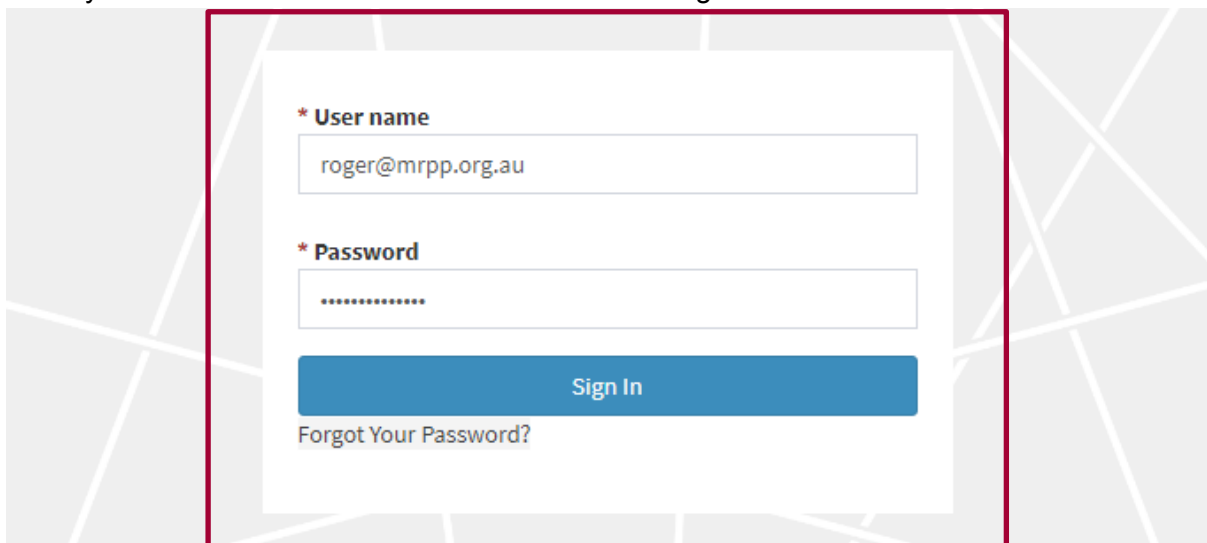 * User name
roger@mrpp.org.au
* Password
••••••••••••••
Sign In
Forgot Your Password?